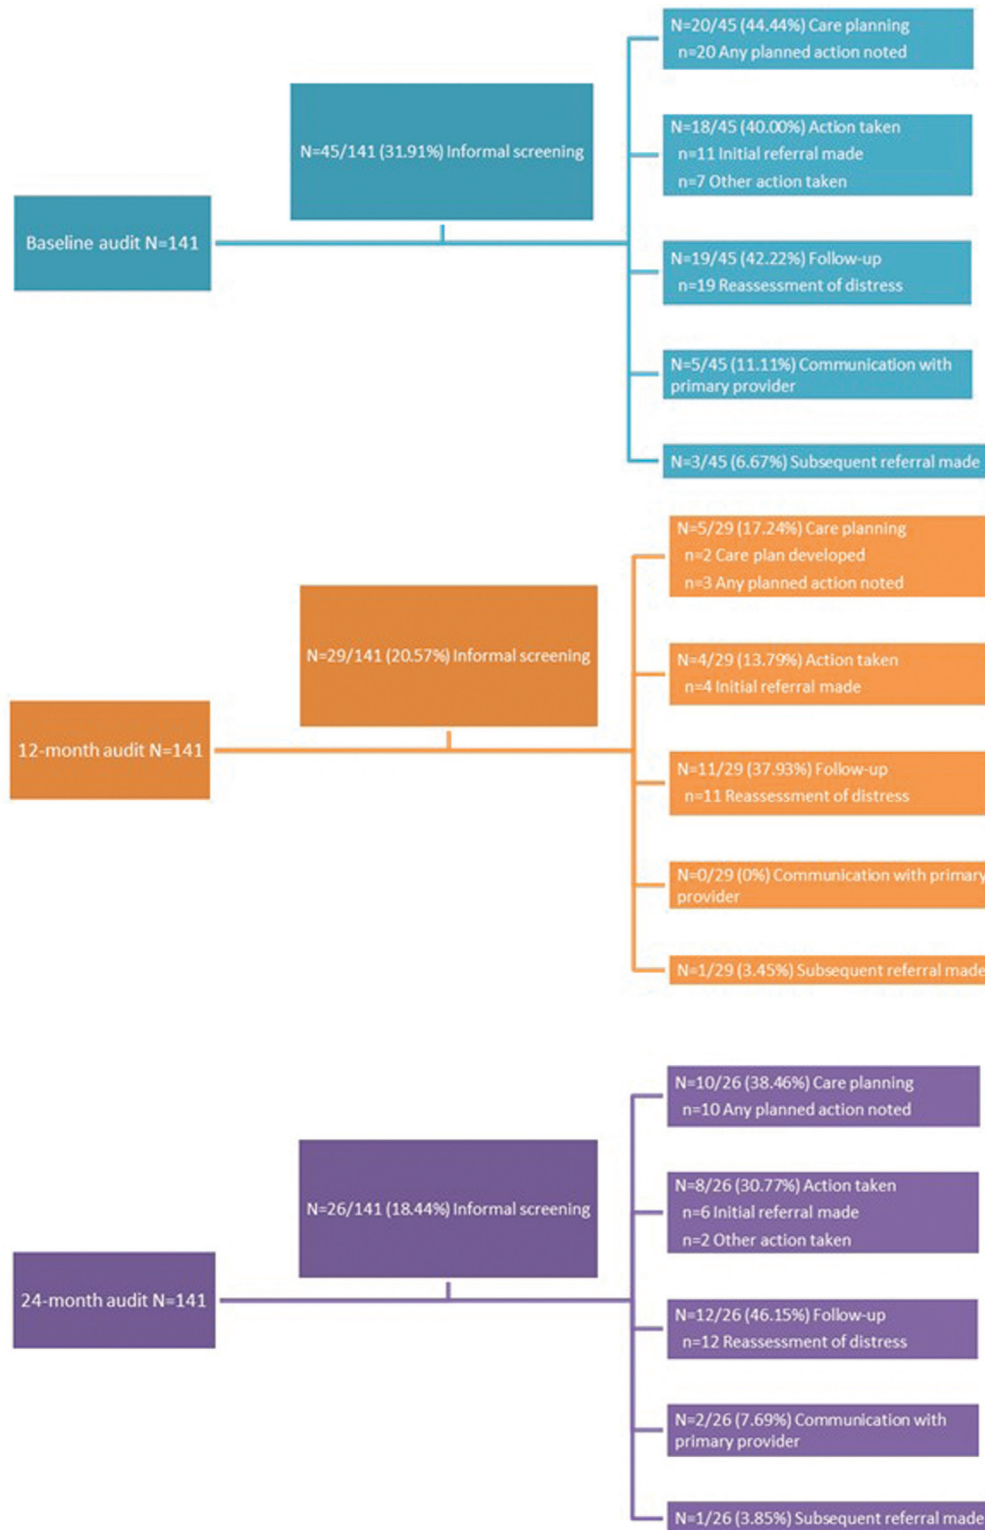 Baseline audit N=141
N=45/141 (31.91%) Informal screening
N=20/45 (44.44%) Care planning
n=20 Any planned action noted
N=18/45 (40.00%) Action taken
n=11 Initial referral made
n=7 Other action taken
N=19/45 (42.22%) Follow-up
n=19 Reassessment of distress
N=5/45 (11.11%) Communication with
primary provider
N=3/45 (6.67%) Subsequent referral made
12-month audit N=141
N=29/141 (20.57%) Informal screening
N=5/29 (17.24%) Care planning
n=2 Care plan developed
n=3 Any planned action noted
N=4/29 (13.79%) Action taken
n=4 Initial referral made
N=11/29 (37.93%) Follow-up
n=11 Reassessment of distress
N=0/29 (0%) Communication with primary
provider
N=1/29 (3.45%) Subsequent referral made
24-month audit N=141
N=26/141 (18.44%) Informal screening
N=10/26 (38.46%) Care planning
n=10 Any planned action noted
N=8/26 (30.77%) Action taken
n=6 Initial referral made
n=2 Other action taken
N=12/26 (46.15%) Follow-up
n=12 Reassessment of distress
N=2/26 (7.69%) Communication with
primary provider
N=1/26 (3.85%) Subsequent referral made